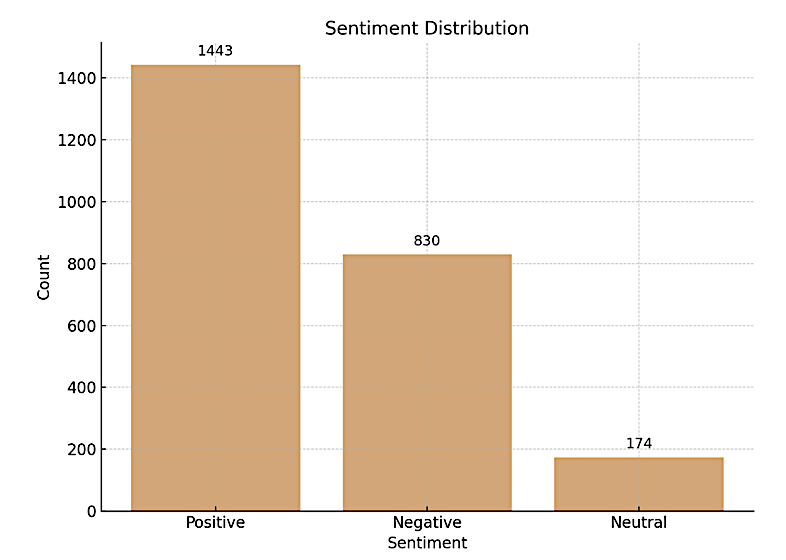 Sentiment Distribution
1443
1400
1200
1000
830
800
600
400
174
200
0
Count
Positive
Negative
Neutral
Sentiment